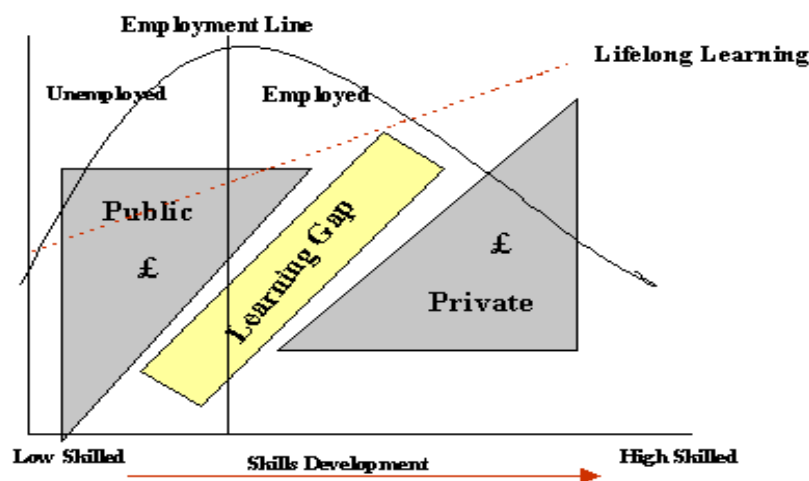 Employment Line
Lifelong Learning
Unemployed
Employed
Public
£
Learning Gap
£
Private
Low Skilled
Skills Development
High Skilled